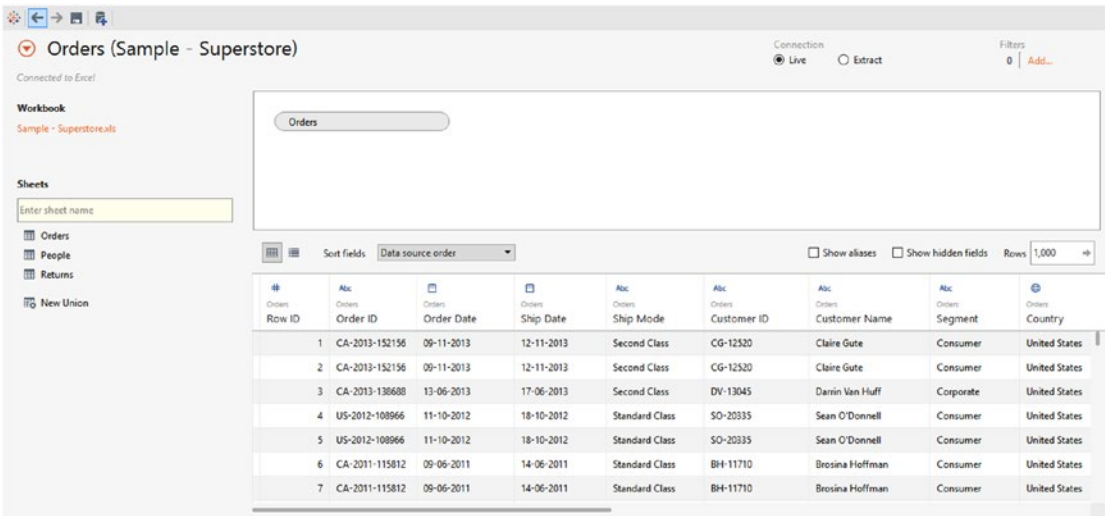 Orders (Sample - Superstore)
Connection
Live Extract
Filters
0 Add...
Connected to Excel
Workbook
Sample - Superstore.xls
Orders
Sheets
Enter sheet name
Orders
People
Returns
New Union
Sort fields Data source order Show aliases Show hidden fields Rows 1,000
# Abc Abc Abc Abc Abc
Orders Orders Orders Orders Orders Orders Orders Orders Orders
Row ID Order ID Order Date Ship Date Ship Mode Customer ID Customer Name Segment Country
1 CA-2013-152156 09-11-2013 12-11-2013 Second Class CG-12520 Claire Gute Consumer United States
2 CA-2013-152156 09-11-2013 12-11-2013 Second Class CG-12520 Claire Gute Consumer United States
3 CA-2013-138688 13-06-2013 17-06-2013 Second Class DV-13045 Darrin Van Huff Corporate United States
4 US-2012-108966 11-10-2012 18-10-2012 Standard Class SO-20335 Sean O'Donnell Consumer United States
5 US-2012-108966 11-10-2012 18-10-2012 Standard Class SO-20335 Sean O'Donnell Consumer United States
6 CA-2011-115812 09-06-2011 14-06-2011 Standard Class BH-11710 Brosina Hoffman Consumer United States
7 CA-2011-115812 09-06-2011 14-06-2011 Standard Class BH-11710 Brosina Hoffman Consumer United States